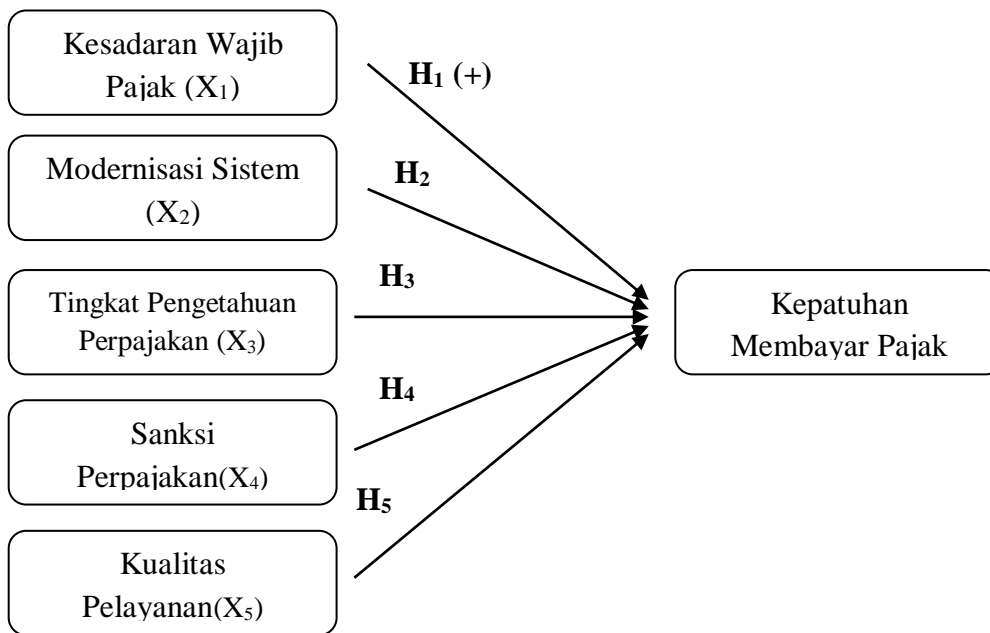 Kesadaran Wajib
Pajak (X₁)
H₁ (+)
Modernisasi Sistem
(X₂)
H₂
Tingkat Pengetahuan
Perpajakan (X₃)
H₃
Kepatuhan
Membayar Pajak
Sanksi
Perpajakan(X₄)
H₄
Kualitas
Pelayanan(X₅)
H₅